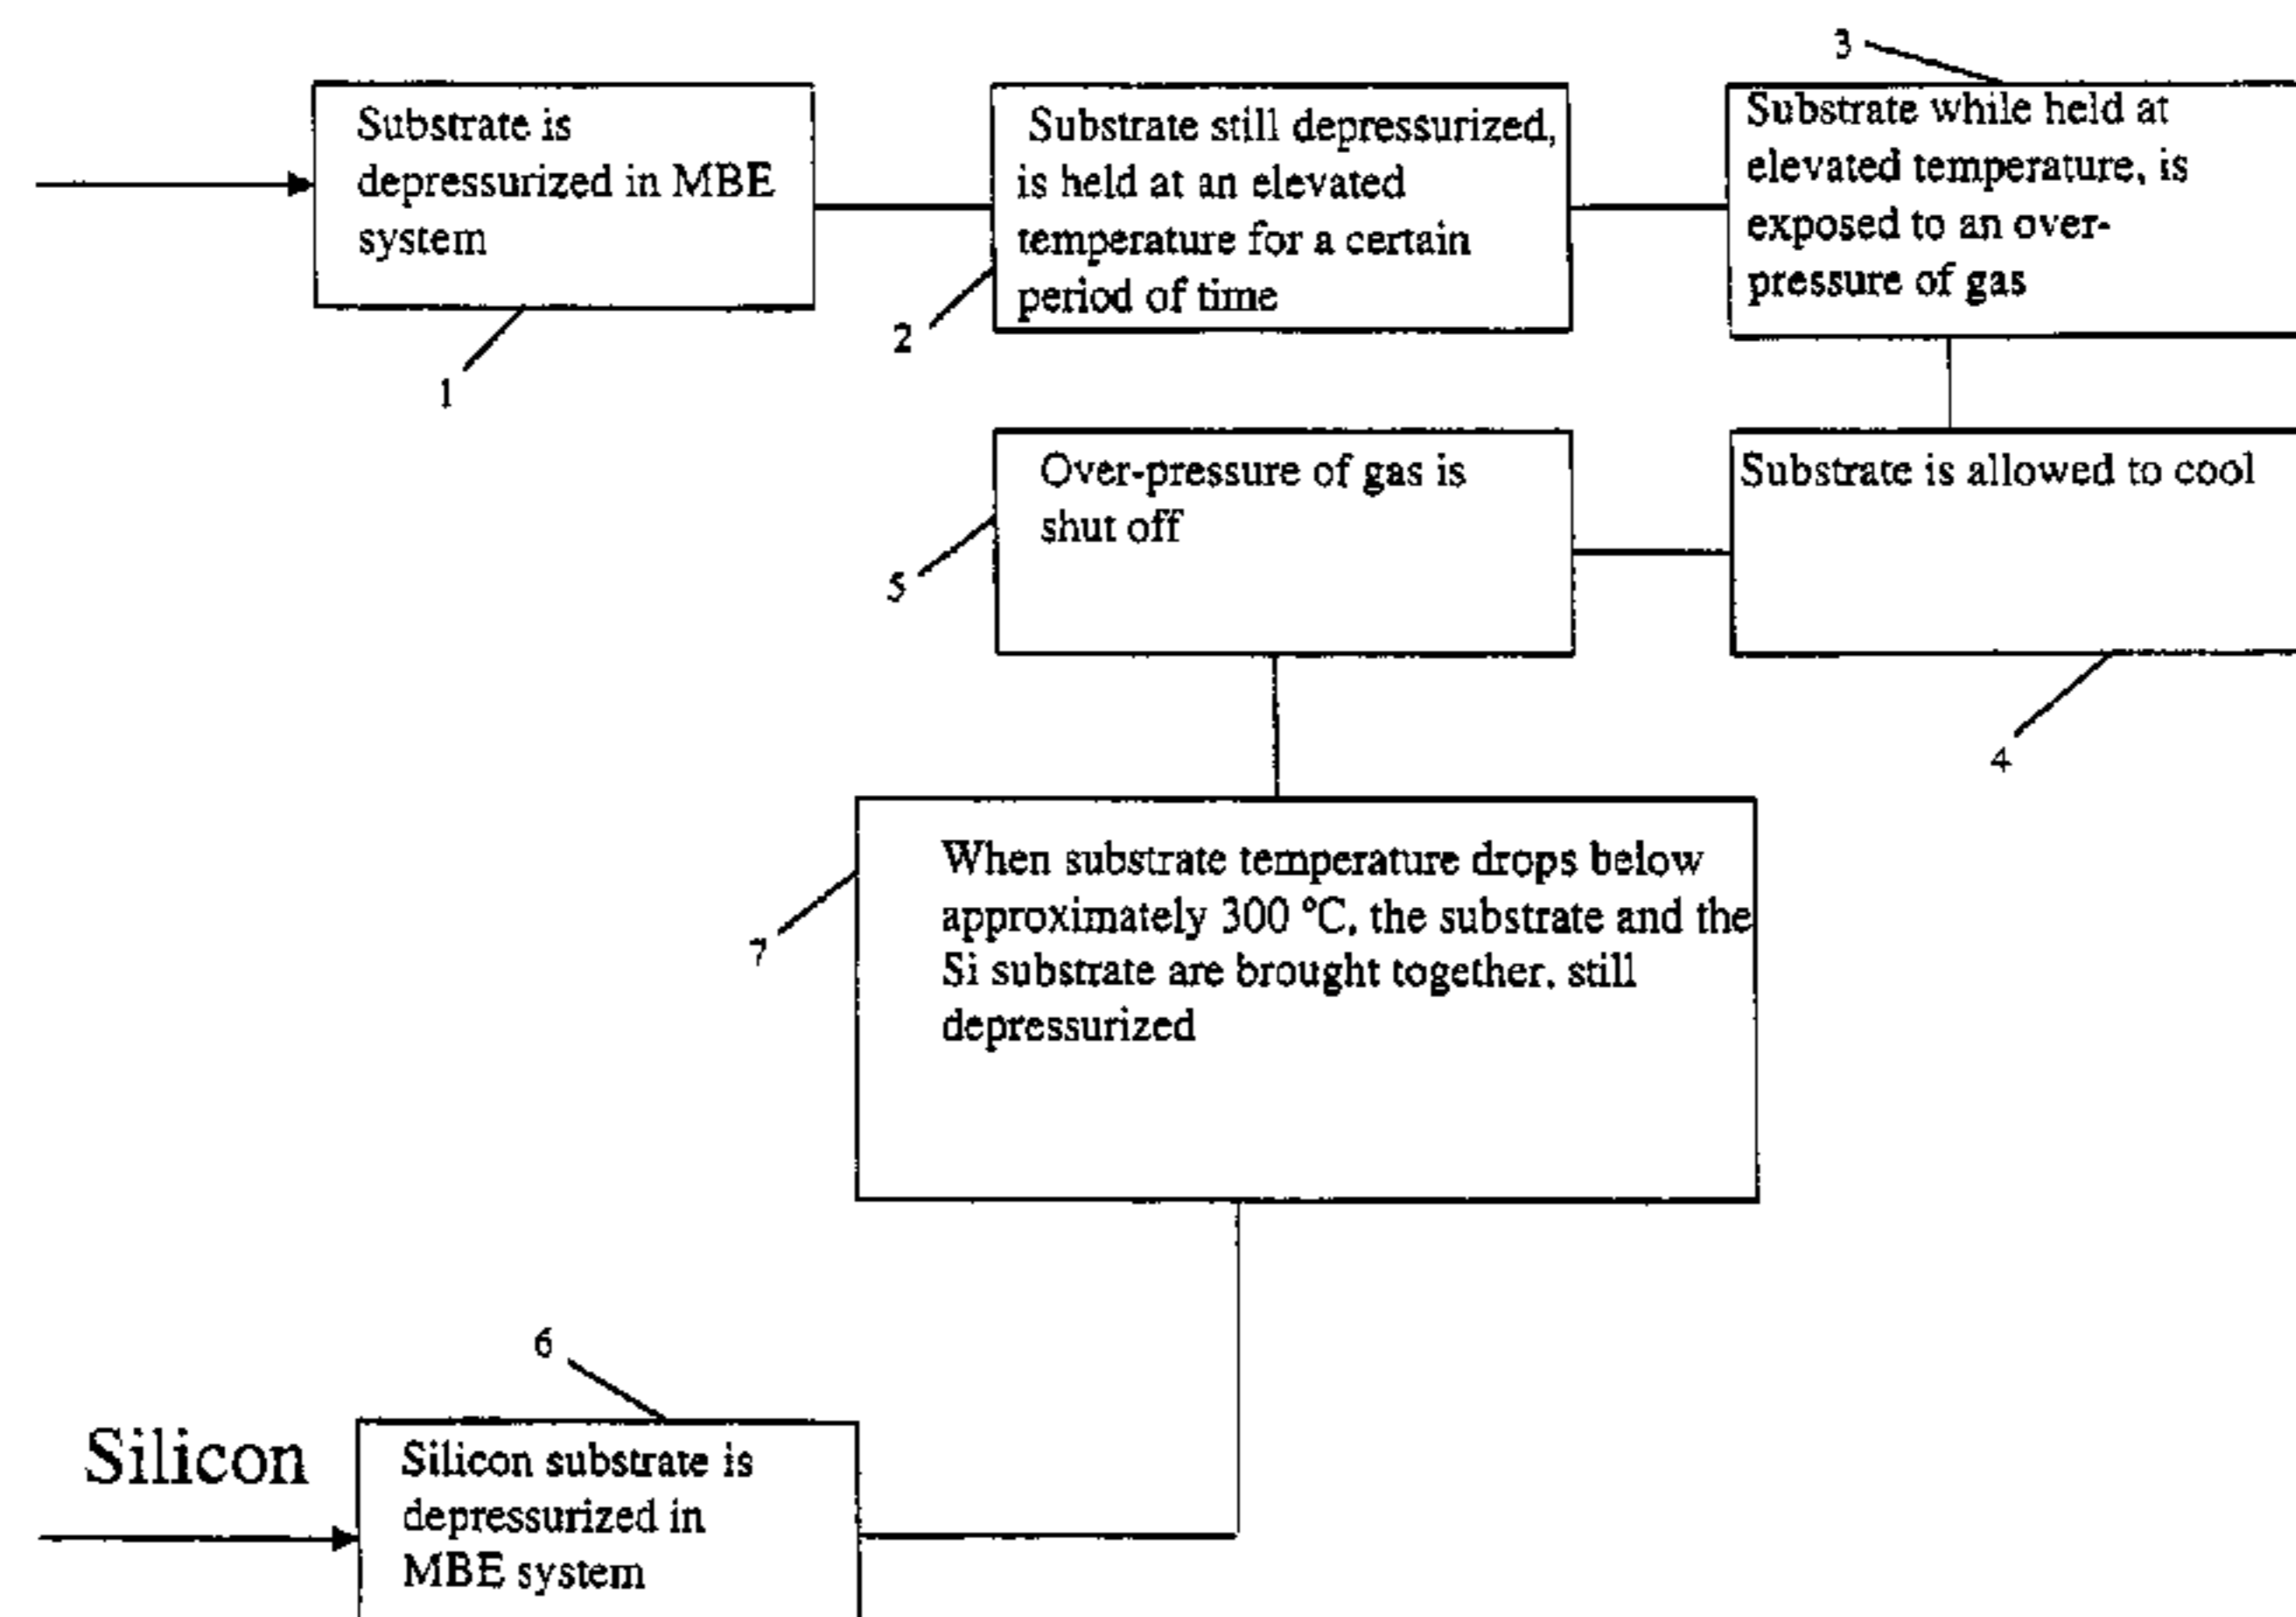 3
Substrate is
depressurized in MBE
system
1
Substrate still depressurized,
is held at an elevated
temperature for a certain
period of time
2
Substrate while held at
elevated temperature, is
exposed to an over-
pressure of gas
Over-pressure of gas is
shut off
5
Substrate is allowed to cool
4
When substrate temperature drops below
approximately 300 ºC, the substrate and the
Si substrate are brought together, still
depressurized
7
6
Silicon
Silicon substrate is
depressurized in
MBE system